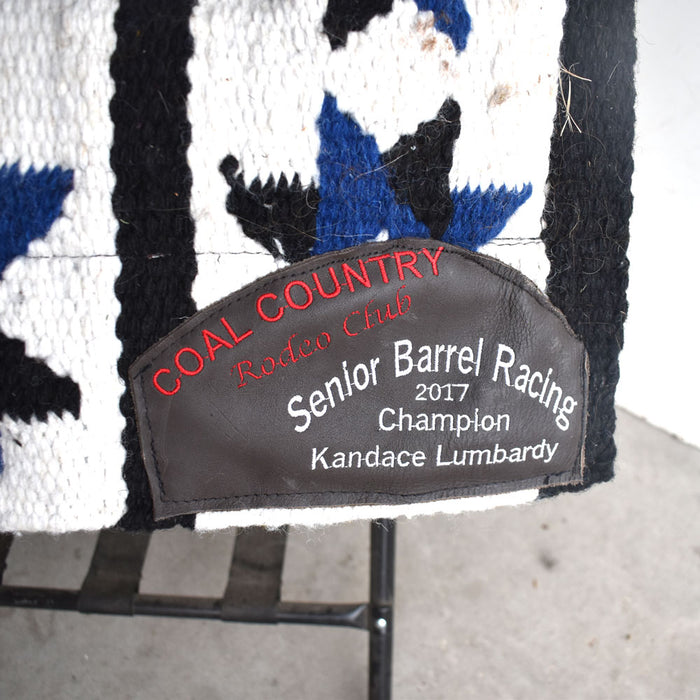 COAL COUNTRY
Rodeo Club
Senior Barrel Racing
2017
Champion
Kandace Lumbardy